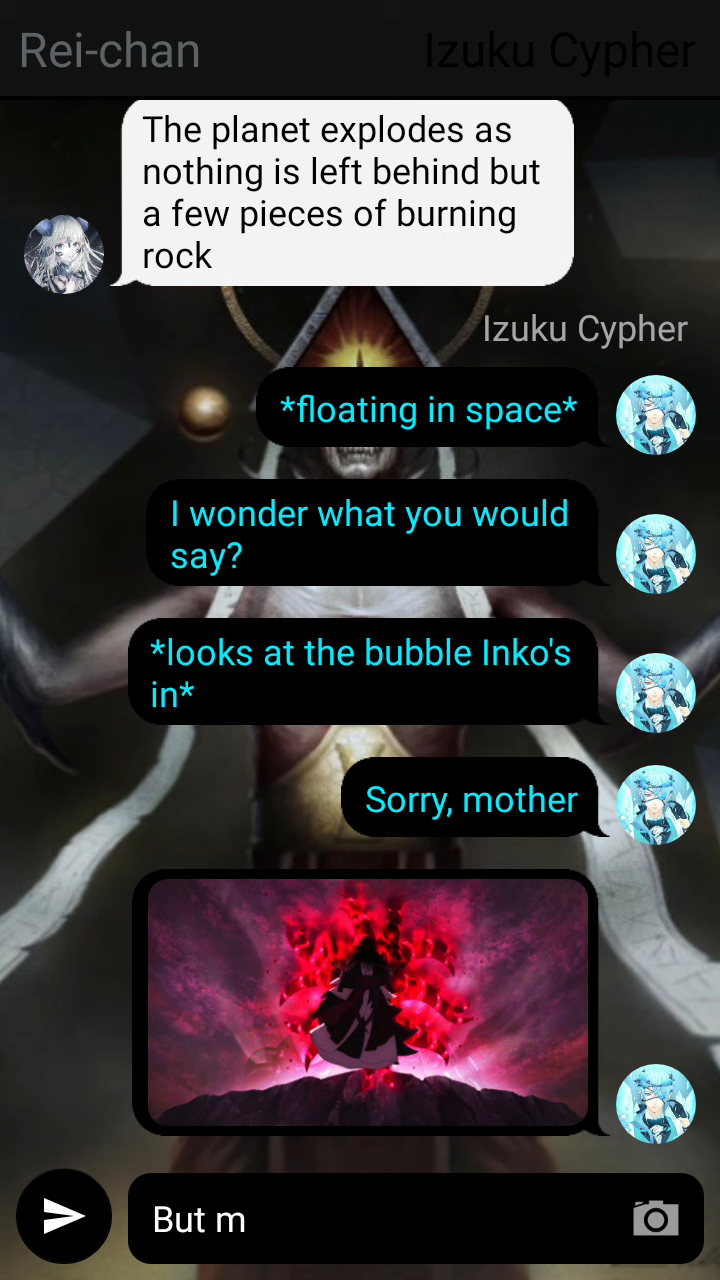 Rei-chan
Izuku Cypher
The planet explodes as
nothing is left behind but
a few pieces of burning
rock
Izuku Cypher
*floating in space*
I wonder what you would
say?
*looks at the bubble Inko's
in*
Sorry, mother
But m